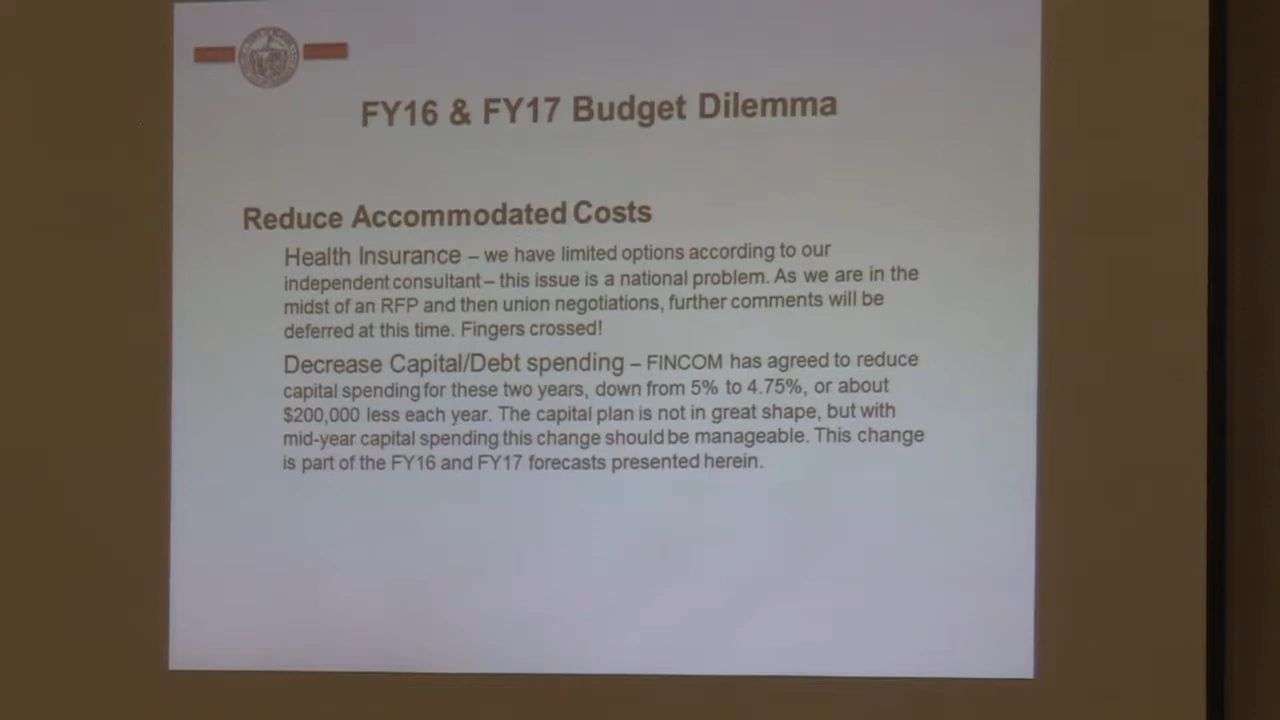 FY16 & FY17 Budget Dilemma
Reduce Accommodated Costs
Health Insurance – we have limited options according to our
independent consultant – this issue is a national problem. As we are in the
midst of an RFP and then union negotiations, further comments will be
deferred at this time. Fingers crossed!
Decrease Capital/Debt spending – FINCOM has agreed to reduce
capital spending for these two years, down from 5% to 4.75%, or about
$200,000 less each year. The capital plan is not in great shape, but with
mid-year capital spending this change should be manageable. This change
is part of the FY16 and FY17 forecasts presented herein.